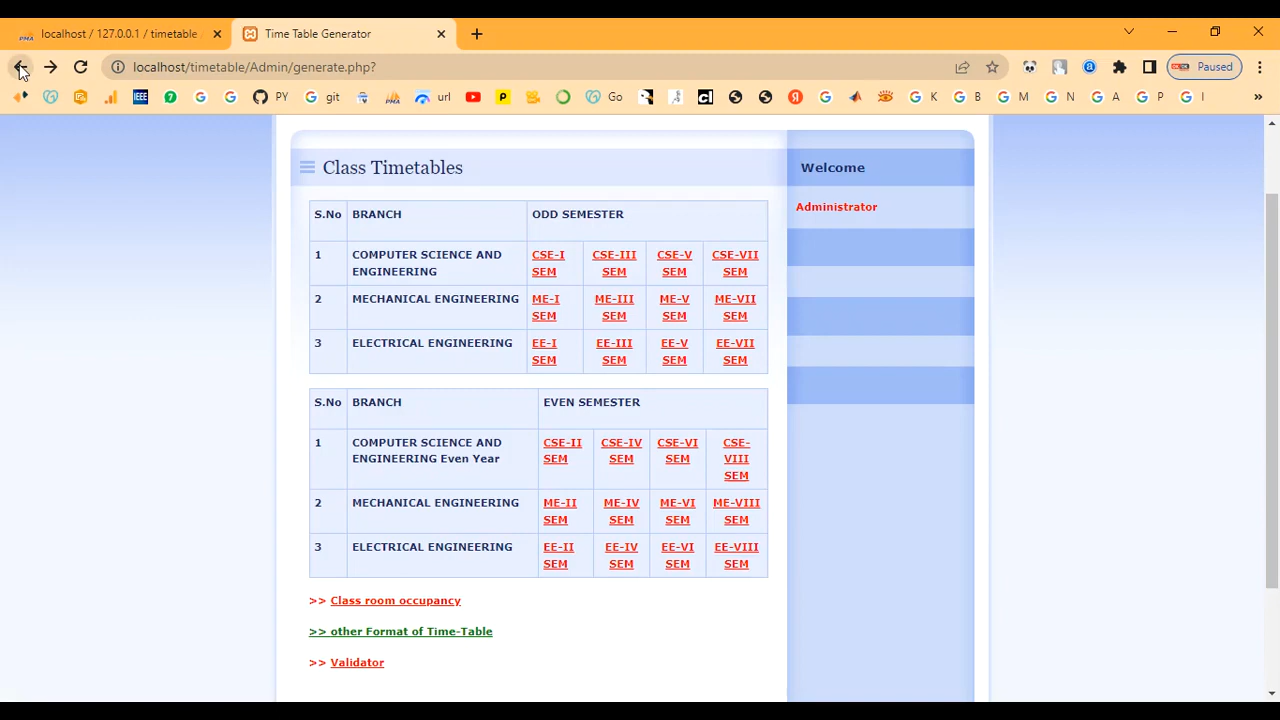 localhost / 127.0.0.1 / timetable
Time Table Generator
localhost/timetable/Admin/generate.php?
Paused
IEEE
PY
git
url
Go
K
B
M
N
A
P
I
»
Class Timetables
S.No BRANCH ODD SEMESTER
1 COMPUTER SCIENCE AND CSE-I CSE-III CSE-V CSE-VII
ENGINEERING SEM SEM SEM SEM
2 MECHANICAL ENGINEERING ME-I ME-III ME-V ME-VII
SEM SEM SEM SEM
3 ELECTRICAL ENGINEERING EE-I EE-III EE-V EE-VII
SEM SEM SEM SEM
S.No BRANCH EVEN SEMESTER
1 COMPUTER SCIENCE AND CSE-II CSE-IV CSE-VI CSE-
ENGINEERING Even Year SEM SEM SEM VIII
SEM
2 MECHANICAL ENGINEERING ME-II ME-IV ME-VI ME-VIII
SEM SEM SEM SEM
3 ELECTRICAL ENGINEERING EE-II EE-IV EE-VI EE-VIII
SEM SEM SEM SEM
>> Class room occupancy
>> other Format of Time-Table
>> Validator
Welcome
Administrator